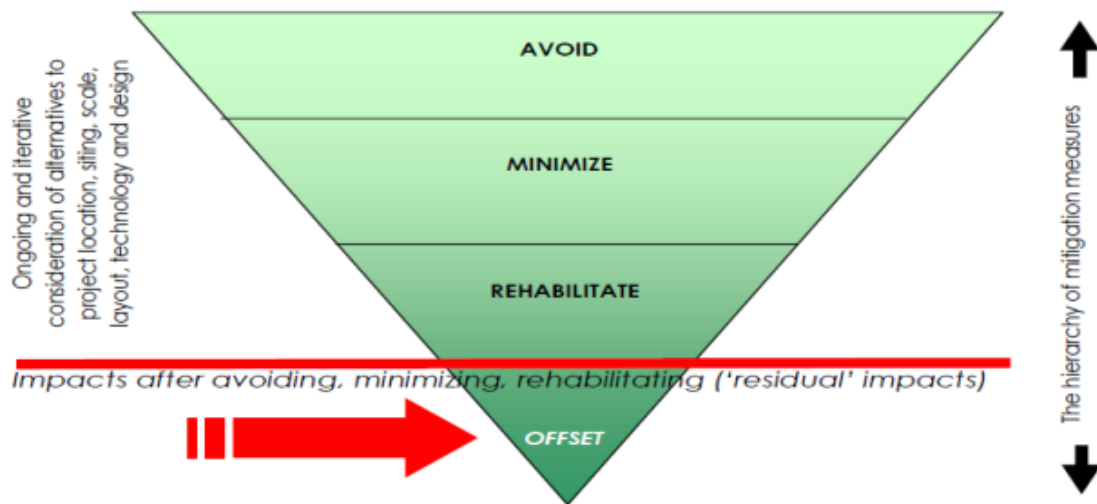 AVOID
MINIMIZE
REHABILITATE
Ongoing and iterative
consideration of alternatives to
project location, siting, scale,
layout, technology and design
The hierarchy of mitigation measures
Impacts after avoiding, minimizing, rehabilitating ('residual' impacts)
OFFSET